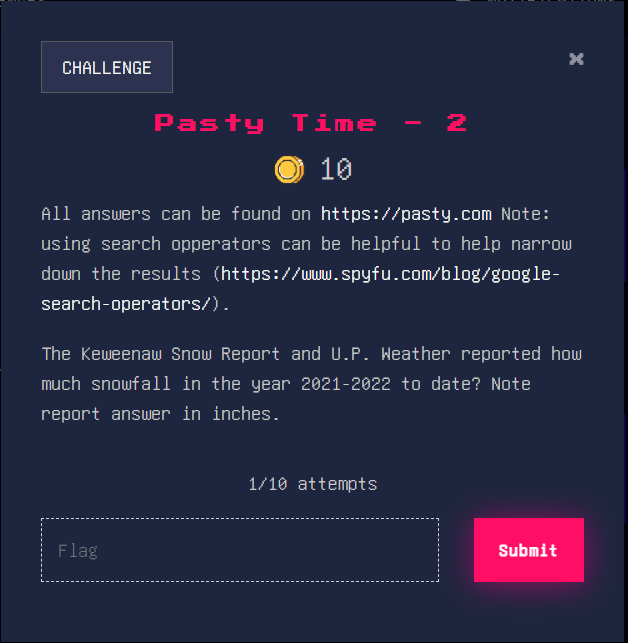 CHALLENGE
×
Pasty Time - 2
10
All answers can be found on https://pasty.com Note:
using search opperators can be helpful to help narrow
down the results (https://www.spyfu.com/blog/google-
search-operators/).
The Keweenaw Snow Report and U.P. Weather reported how
much snowfall in the year 2021-2022 to date? Note
report answer in inches.
1/10 attempts
Flag
Submit